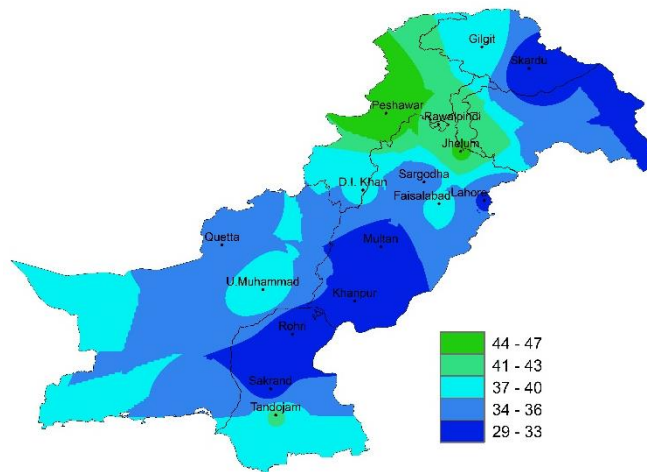 Gilgit
Skardu
Peshawar
Rawalpindi
Jhelum
Sargodha
D.I. Khan
Faisalabad
Lahore
Quetta
Multan
U.Muhammad
Khanpur
Rohri
Sakrand
Tandojam
44 - 47
41 - 43
37 - 40
34 - 36
29 - 33